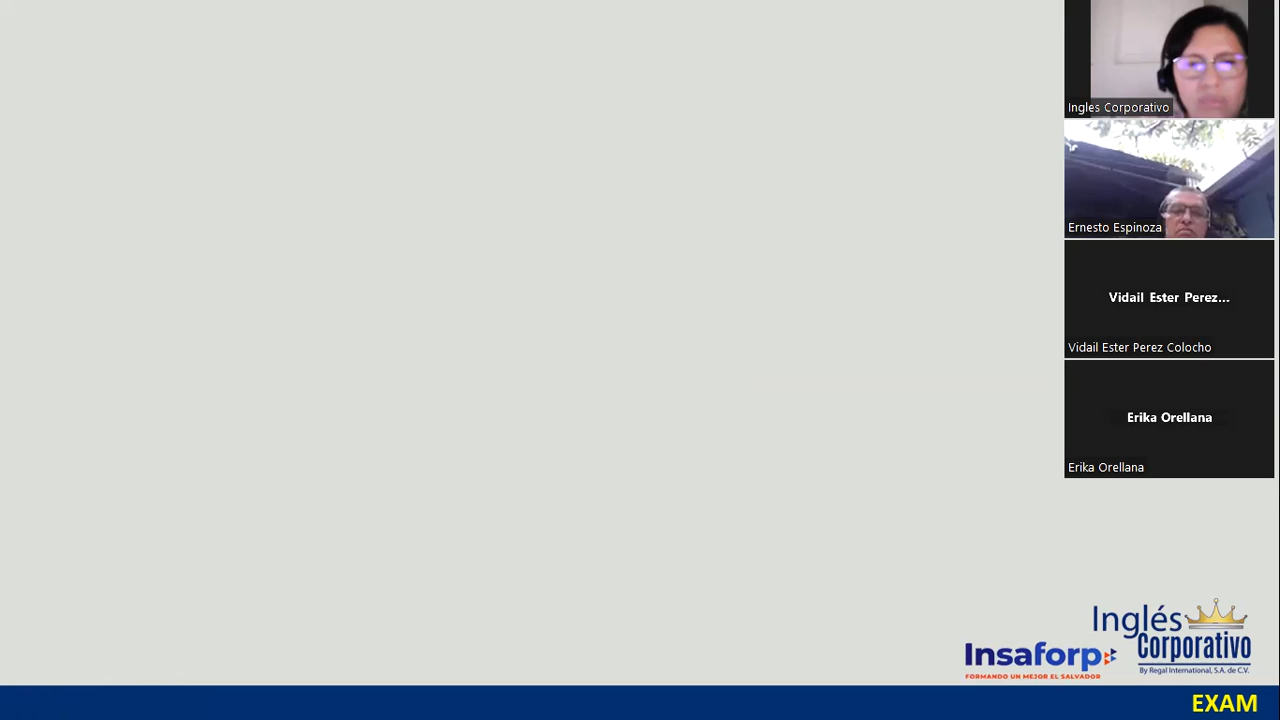 Ingles Corporativo
Ernesto Espinoza
Vidail Ester Perez...
Vidail Ester Perez Colocho
Erika Orellana
Erika Orellana
Inglés
Corporativo
By Regal International, S.A. de C.V.
Insaforp
FORMANDO UN MEJOR EL SALVADOR
EXAM